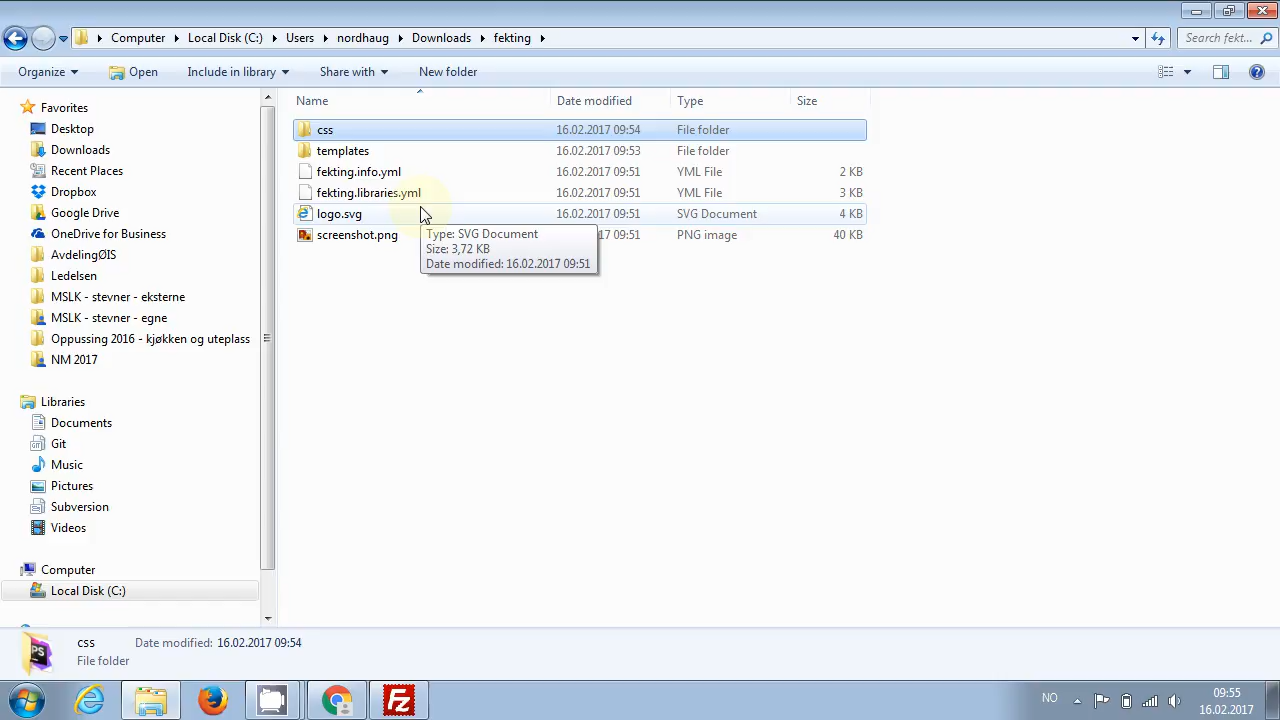 Computer Local Disk (C:) Users nordhaug Downloads fekting
Search fekt...
Organize Open Include in library Share with New folder
Name Date modified Type Size
css 16.02.2017 09:54 File folder
templates 16.02.2017 09:53 File folder
fekting.info.yml 16.02.2017 09:51 YML File 2 KB
fekting.libraries.yml 16.02.2017 09:51 YML File 3 KB
logo.svg 16.02.2017 09:51 SVG Document 4 KB
screenshot.png 16.02.2017 09:51 PNG image 40 KB
Type: SVG Document
Size: 3,72 KB
Date modified: 16.02.2017 09:51
Favorites
Desktop
Downloads
Recent Places
Dropbox
Google Drive
OneDrive for Business
AvdelingØIS
Ledelsen
MSLK - stevner - eksterne
MSLK - stevner - egne
Oppussing 2016 - kjøkken og uteplass
NM 2017
Libraries
Documents
Git
Music
Pictures
Subversion
Videos
Computer
Local Disk (C:)
PS
css Date modified: 16.02.2017 09:54
File folder
Fz
NO
09:55
16.02.2017